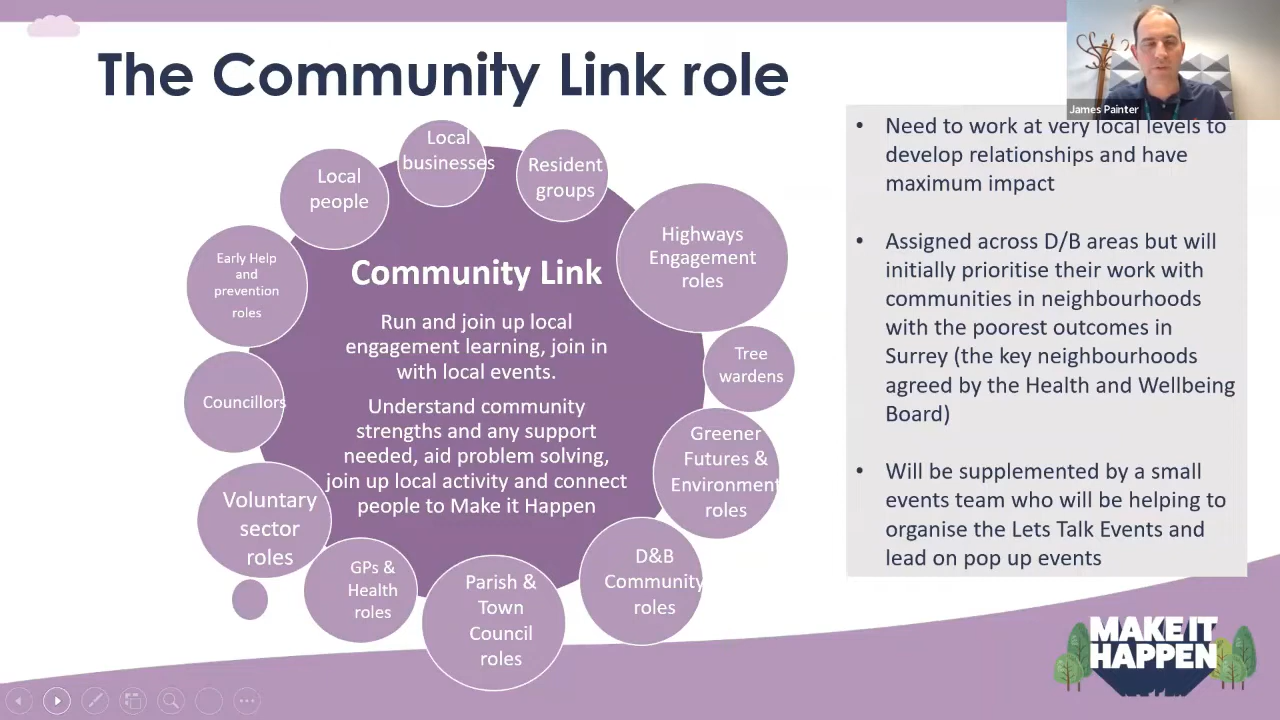 The Community Link role
James Painter
Local
businesses
Resident
groups
Local
people
Highways
Engagement
roles
Early Help
and
prevention
roles
Community Link
Run and join up local
engagement learning, join in
with local events.
Understand community
strengths and any support
needed, aid problem solving,
join up local activity and connect
people to Make it Happen
Tree
wardens
Councillors
Greener
Futures &
Environment
roles
Voluntary
sector
roles
D&B
Community
roles
GPs &
Health
roles
Parish &
Town
Council
roles
• Need to work at very local levels to
develop relationships and have
maximum impact
• Assigned across D/B areas but will
initially prioritise their work with
communities in neighbourhoods
with the poorest outcomes in
Surrey (the key neighbourhoods
agreed by the Health and Wellbeing
Board)
• Will be supplemented by a small
events team who will be helping to
organise the Lets Talk Events and
lead on pop up events
MAKE IT
HAPPEN